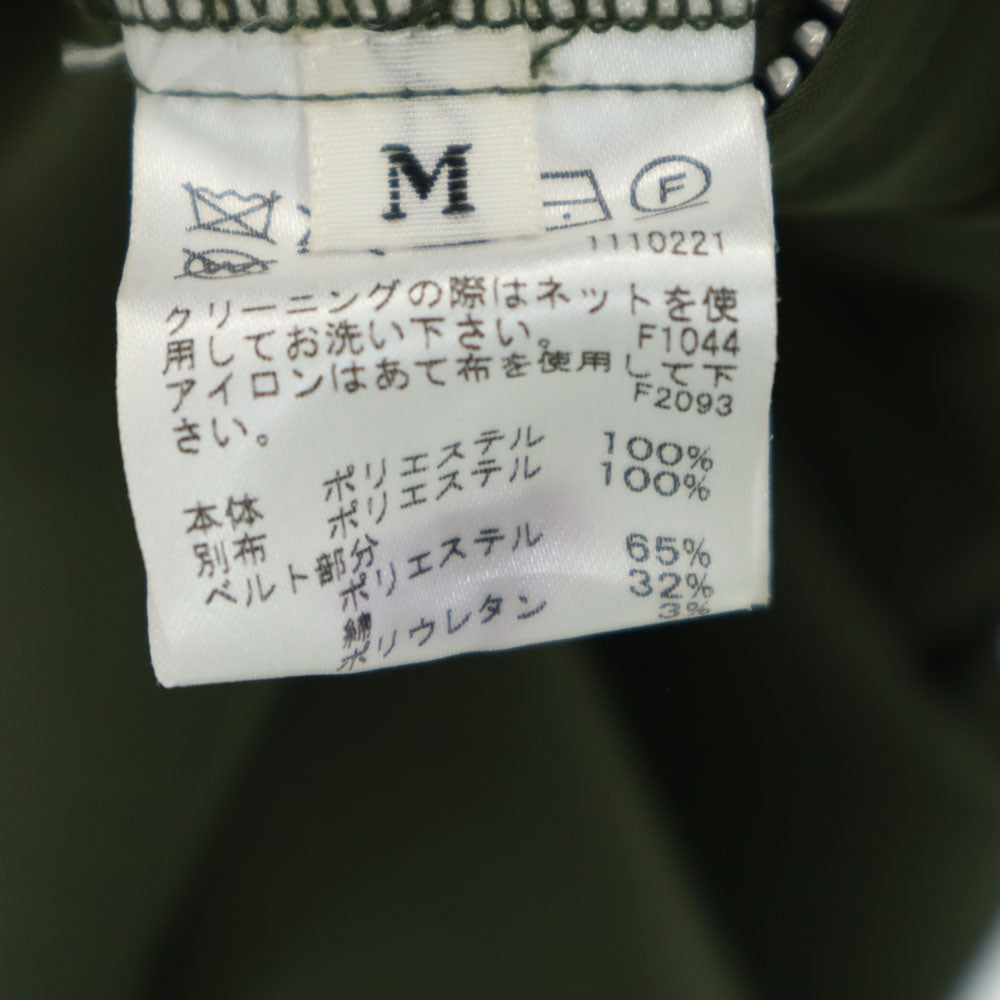 M
F
1110221
クリーニングの際はネットを使
用してお洗い下さい。
F1044
アイロンはあて布を使用して下
さい。
F2093
本体 ポリエステル 100%
別布 ポリエステル 100%
ベルト部分
ポリエステル 65%
綿 32%
ポリウレタン 3%